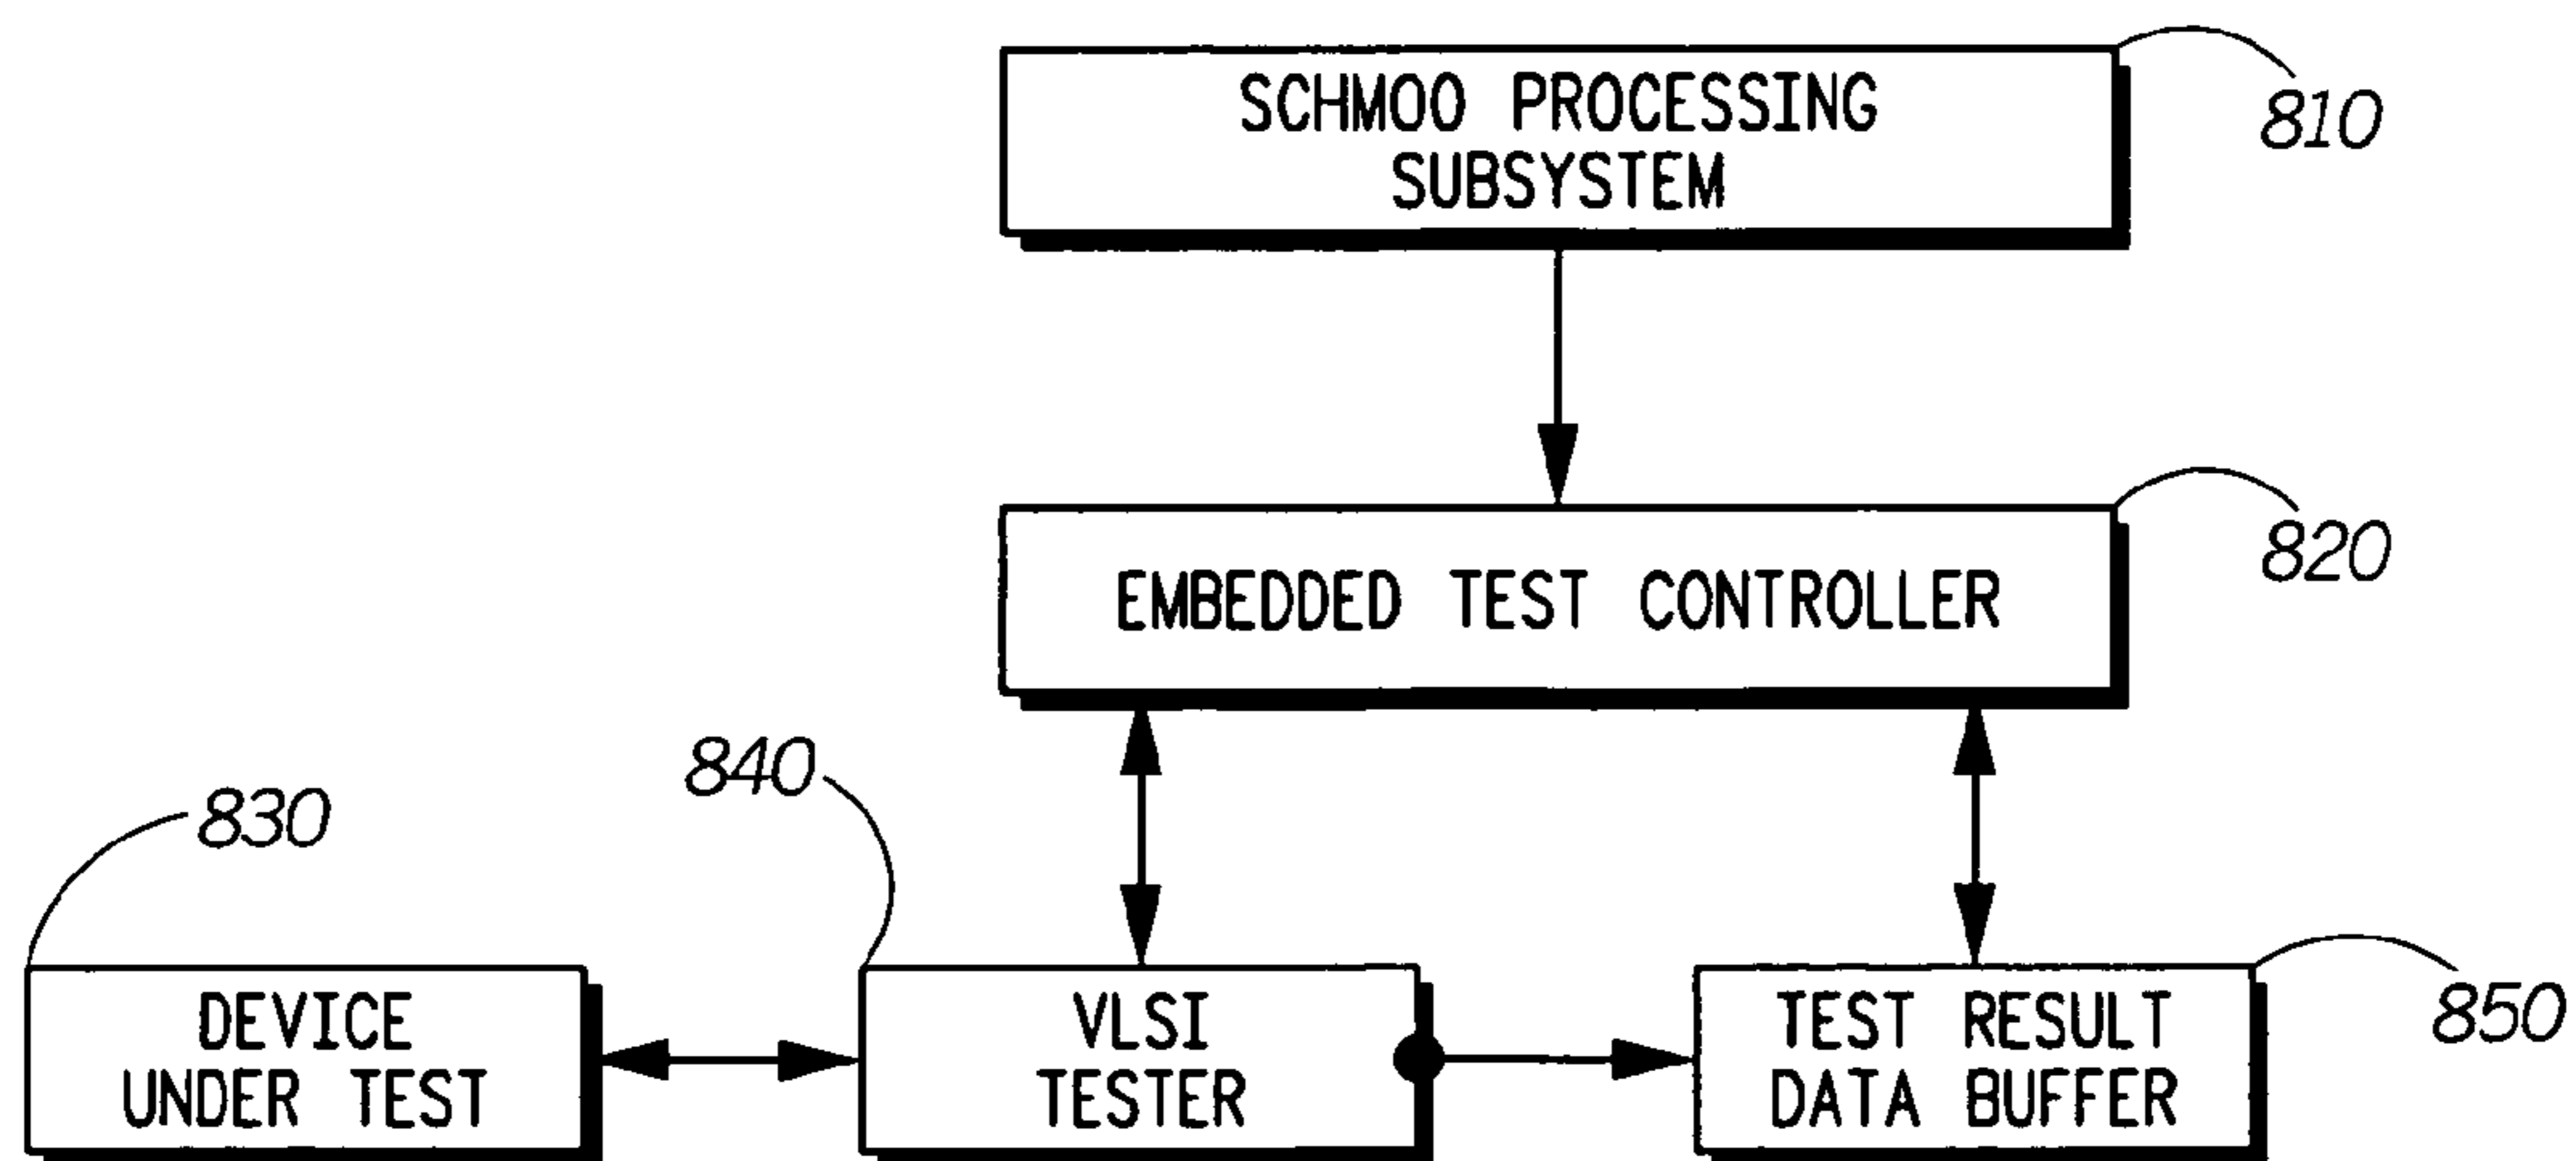 SCHMOO PROCESSING
SUBSYSTEM
810
EMBEDDED TEST CONTROLLER
820
830
840
DEVICE
UNDER TEST
VLSI
TESTER
TEST RESULT
DATA BUFFER
850